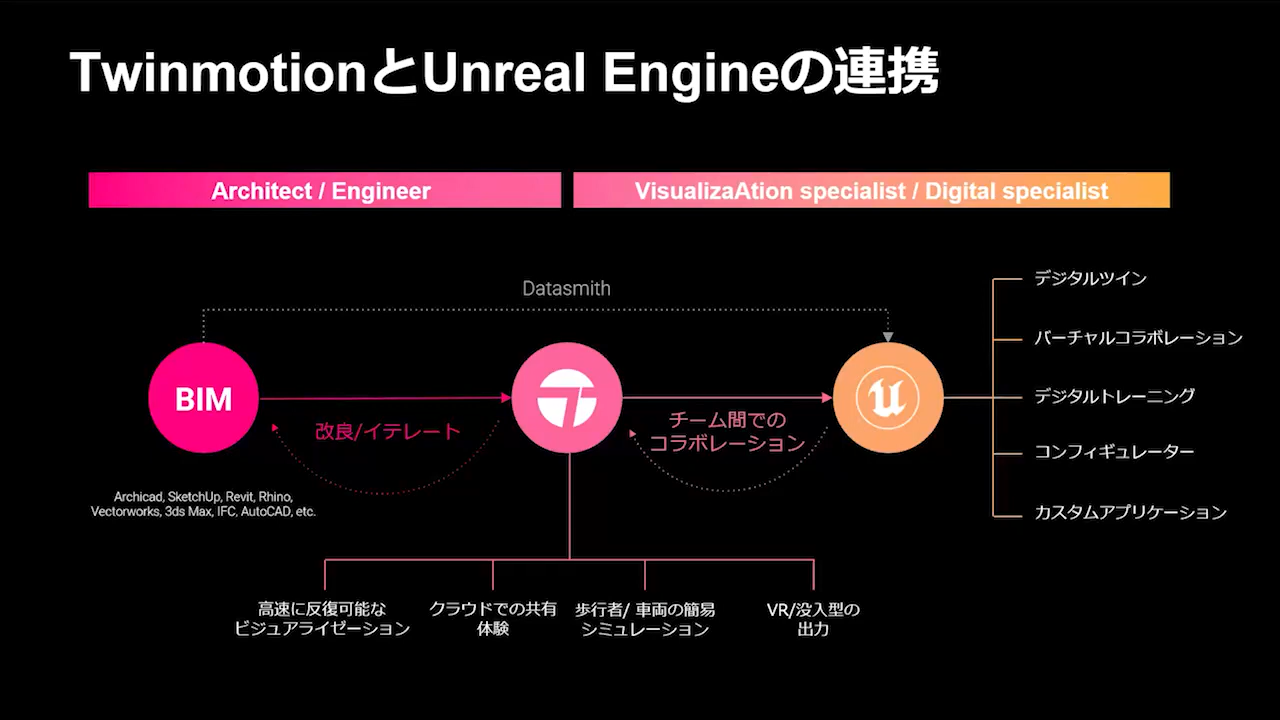 TwinmotionとUnreal Engineの連携
Architect / Engineer
VisualizaAtion specialist / Digital specialist
Datasmith
BIM
改良/イテレート
チーム間での
コラボレーション
デジタルツイン
バーチャルコラボレーション
デジタルトレーニング
コンフィギュレーター
カスタムアプリケーション
Archicad, SketchUp, Revit, Rhino,
Vectorworks, 3ds Max, IFC, AutoCAD, etc.
高速に反復可能な
ビジュアライゼーション
クラウドでの共有
体験
歩行者/ 車両の簡易
シミュレーション
VR/没入型の
出力